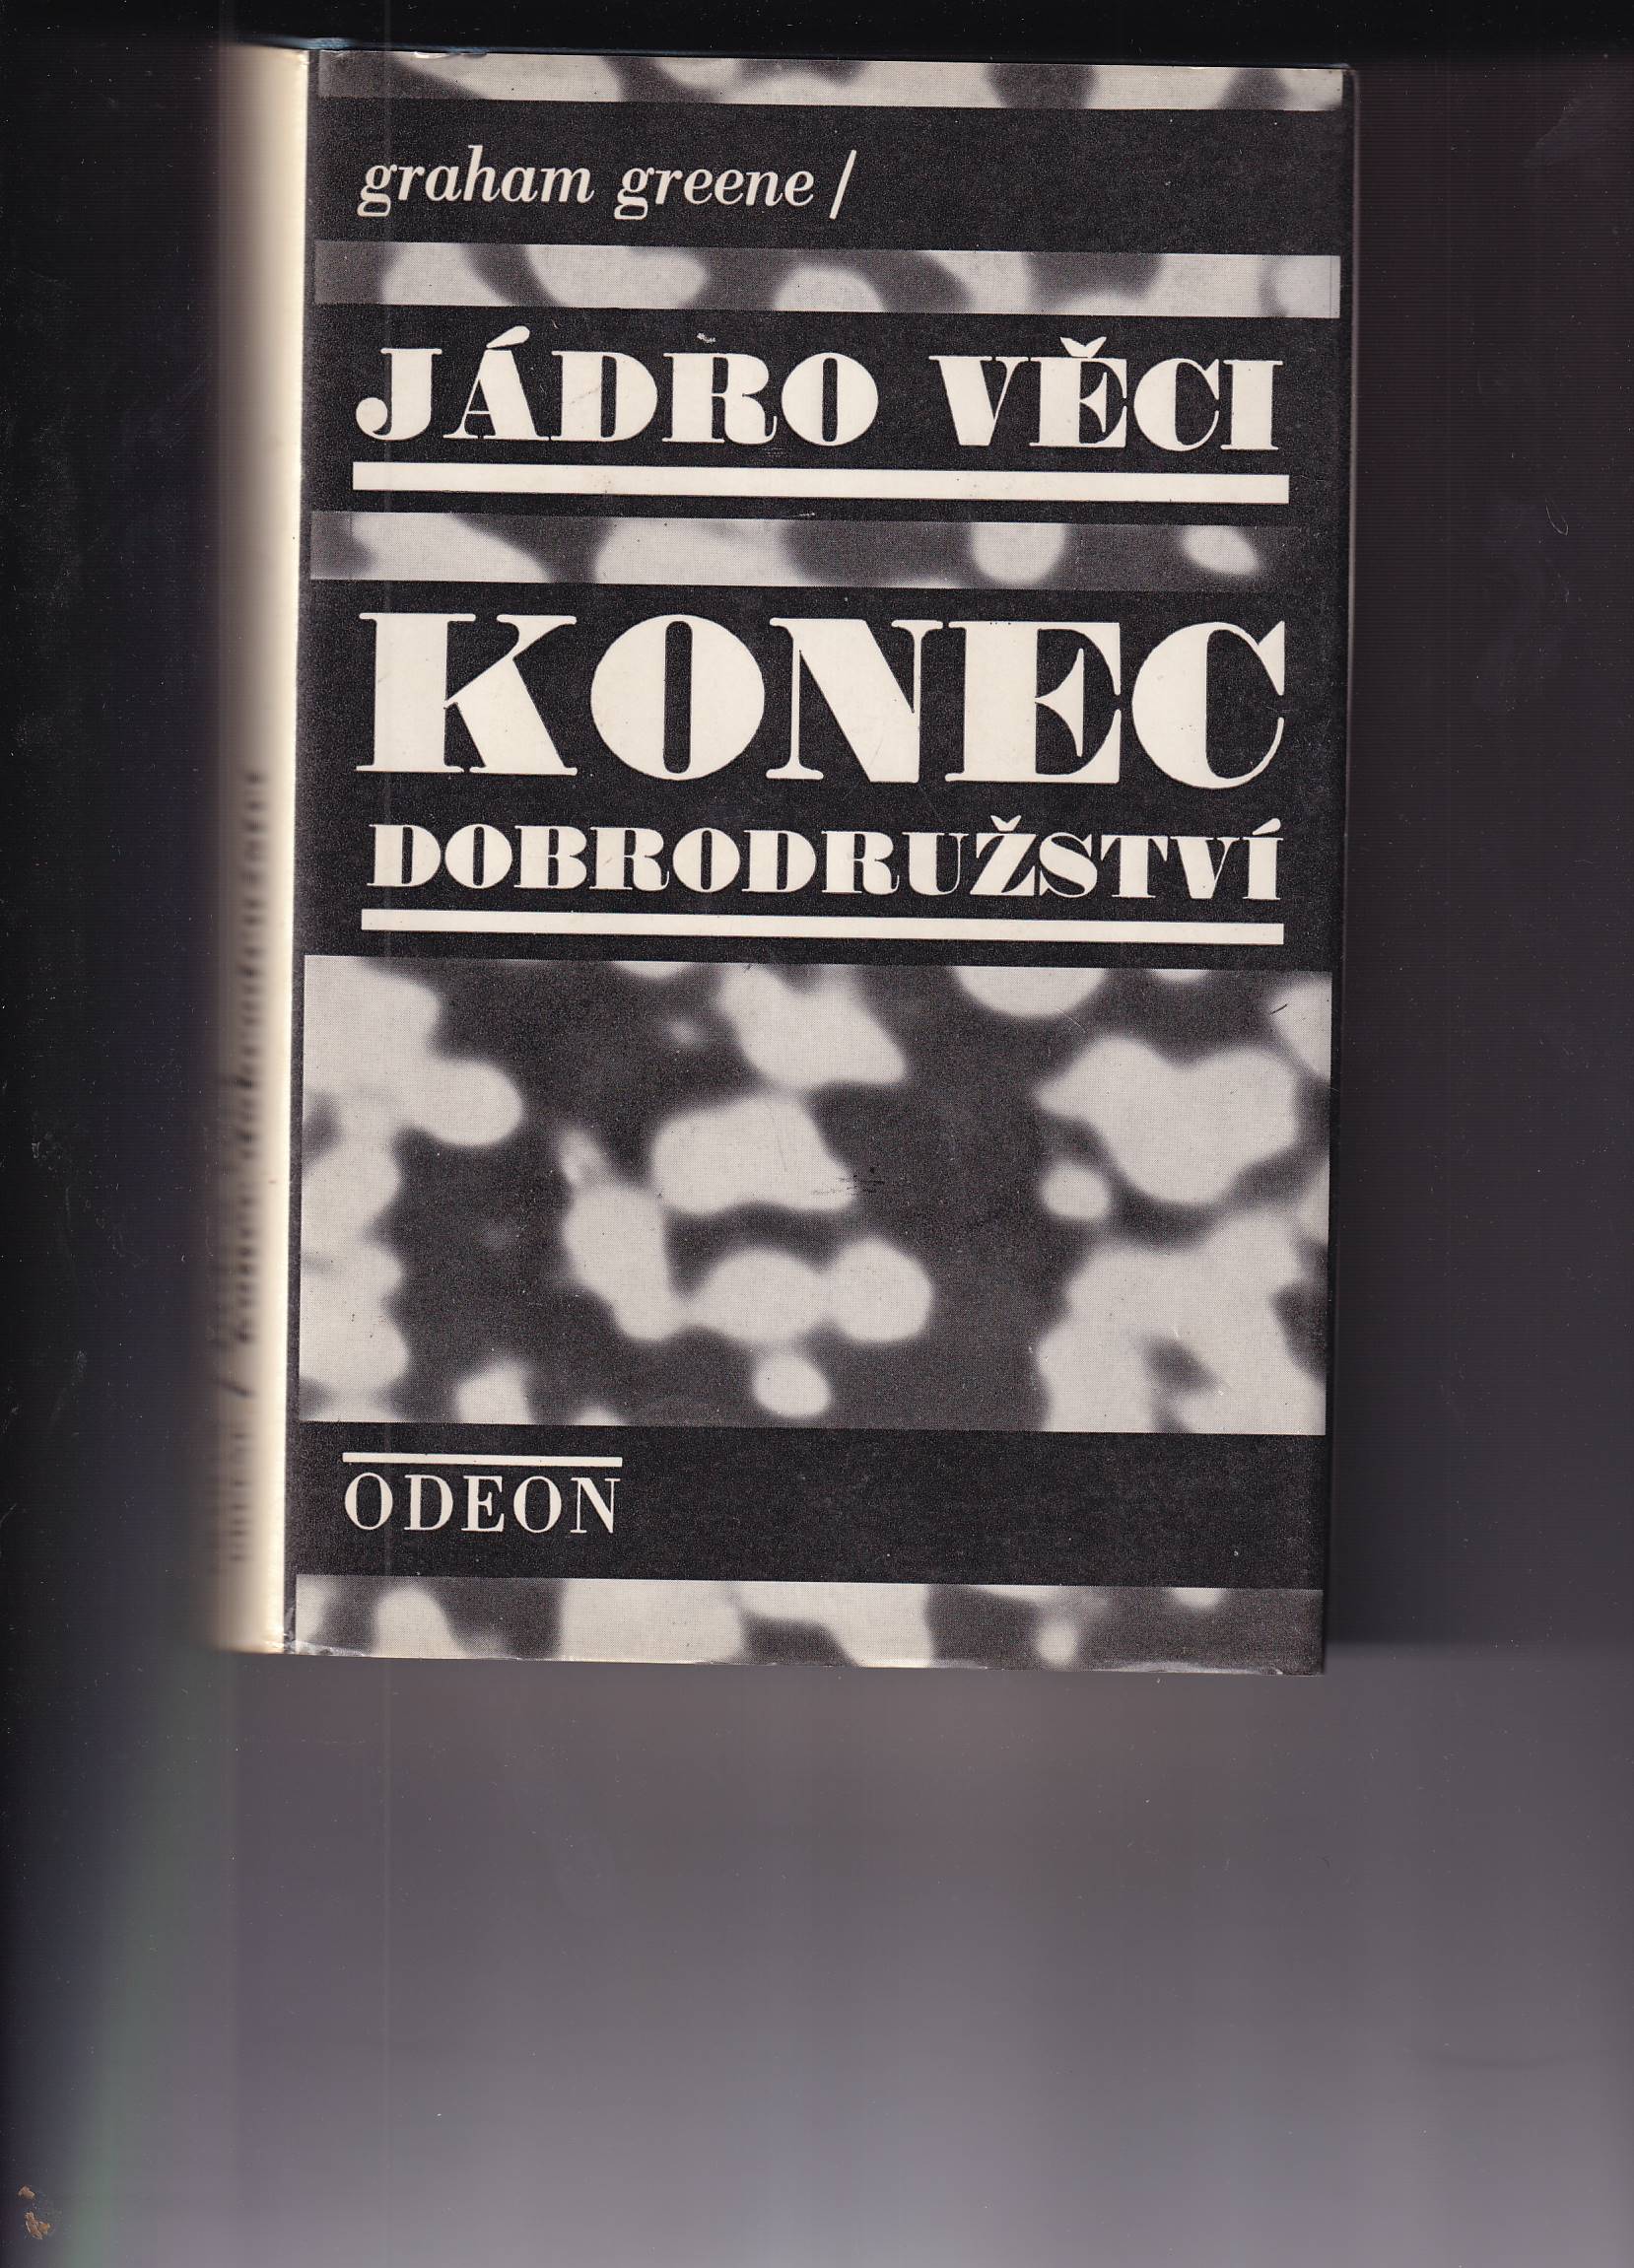 graham greene /
JÁDRO VĚCI
KONEC
DOBRODRUŽSTVÍ
ODEON